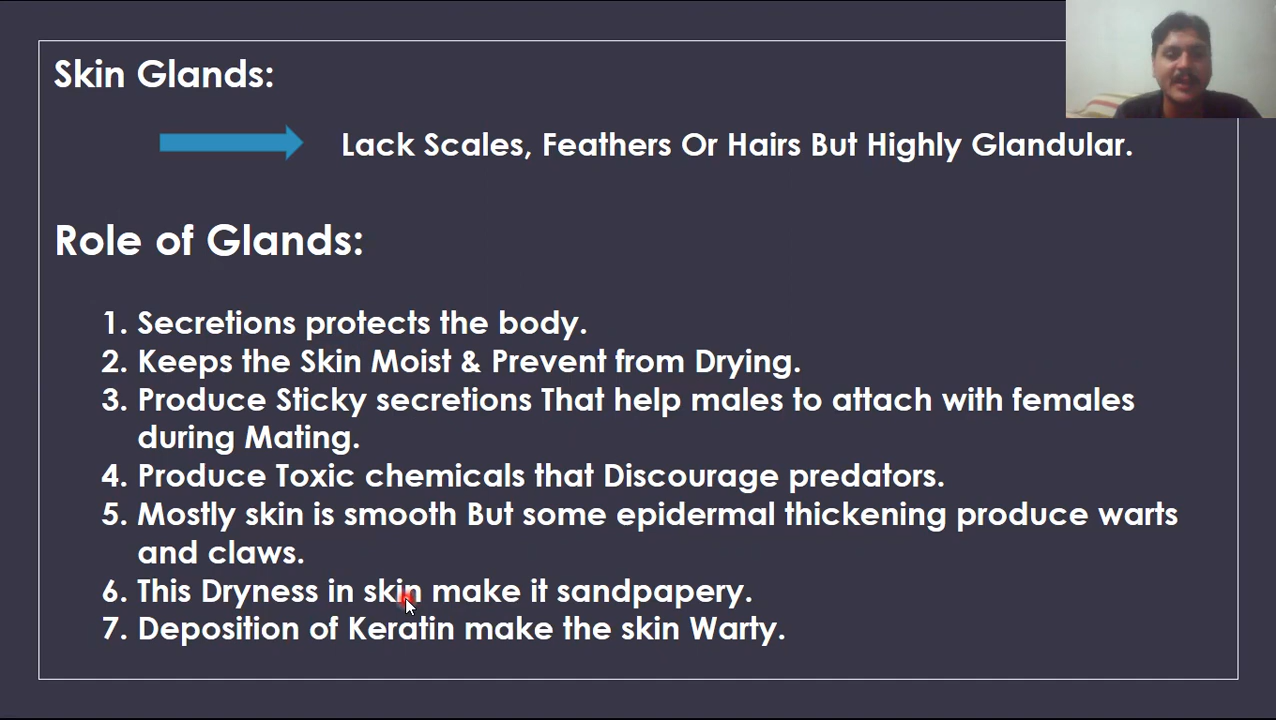 Skin Glands:
Lack Scales, Feathers Or Hairs But Highly Glandular.
Role of Glands:
1. Secretions protects the body.
2. Keeps the Skin Moist & Prevent from Drying.
3. Produce Sticky secretions That help males to attach with females
during Mating.
4. Produce Toxic chemicals that Discourage predators.
5. Mostly skin is smooth But some epidermal thickening produce warts
and claws.
6. This Dryness in skin make it sandpapery.
7. Deposition of Keratin make the skin Warty.